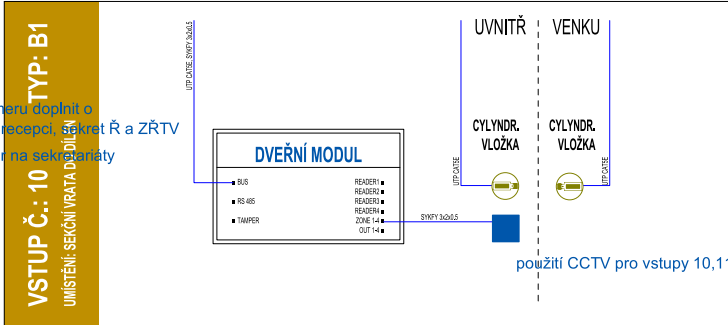 VSTUP Č.: 10 TYP: B1
UMÍSTĚNÍ: SEKČNÍ VRATA DO DÍLEN
neru doplnit o
recepci, sekret Ř a ZŘTV
r na sekretariáty
UTP CAT5E, SYKFY 3x2x0,5
DVEŘNÍ MODUL
BUS
RS 485
TAMPER
READER1
READER2
READER3
READER4
ZONE 1-4
OUT 1-4
SYKFY 3x2x0,5
UVNITŘ
VENKU
CYLYNDR.
VLOŽKA
CYLYNDR.
VLOŽKA
UTP CAT5E
UTP CAT5E
použití CCTV pro vstupy 10,11